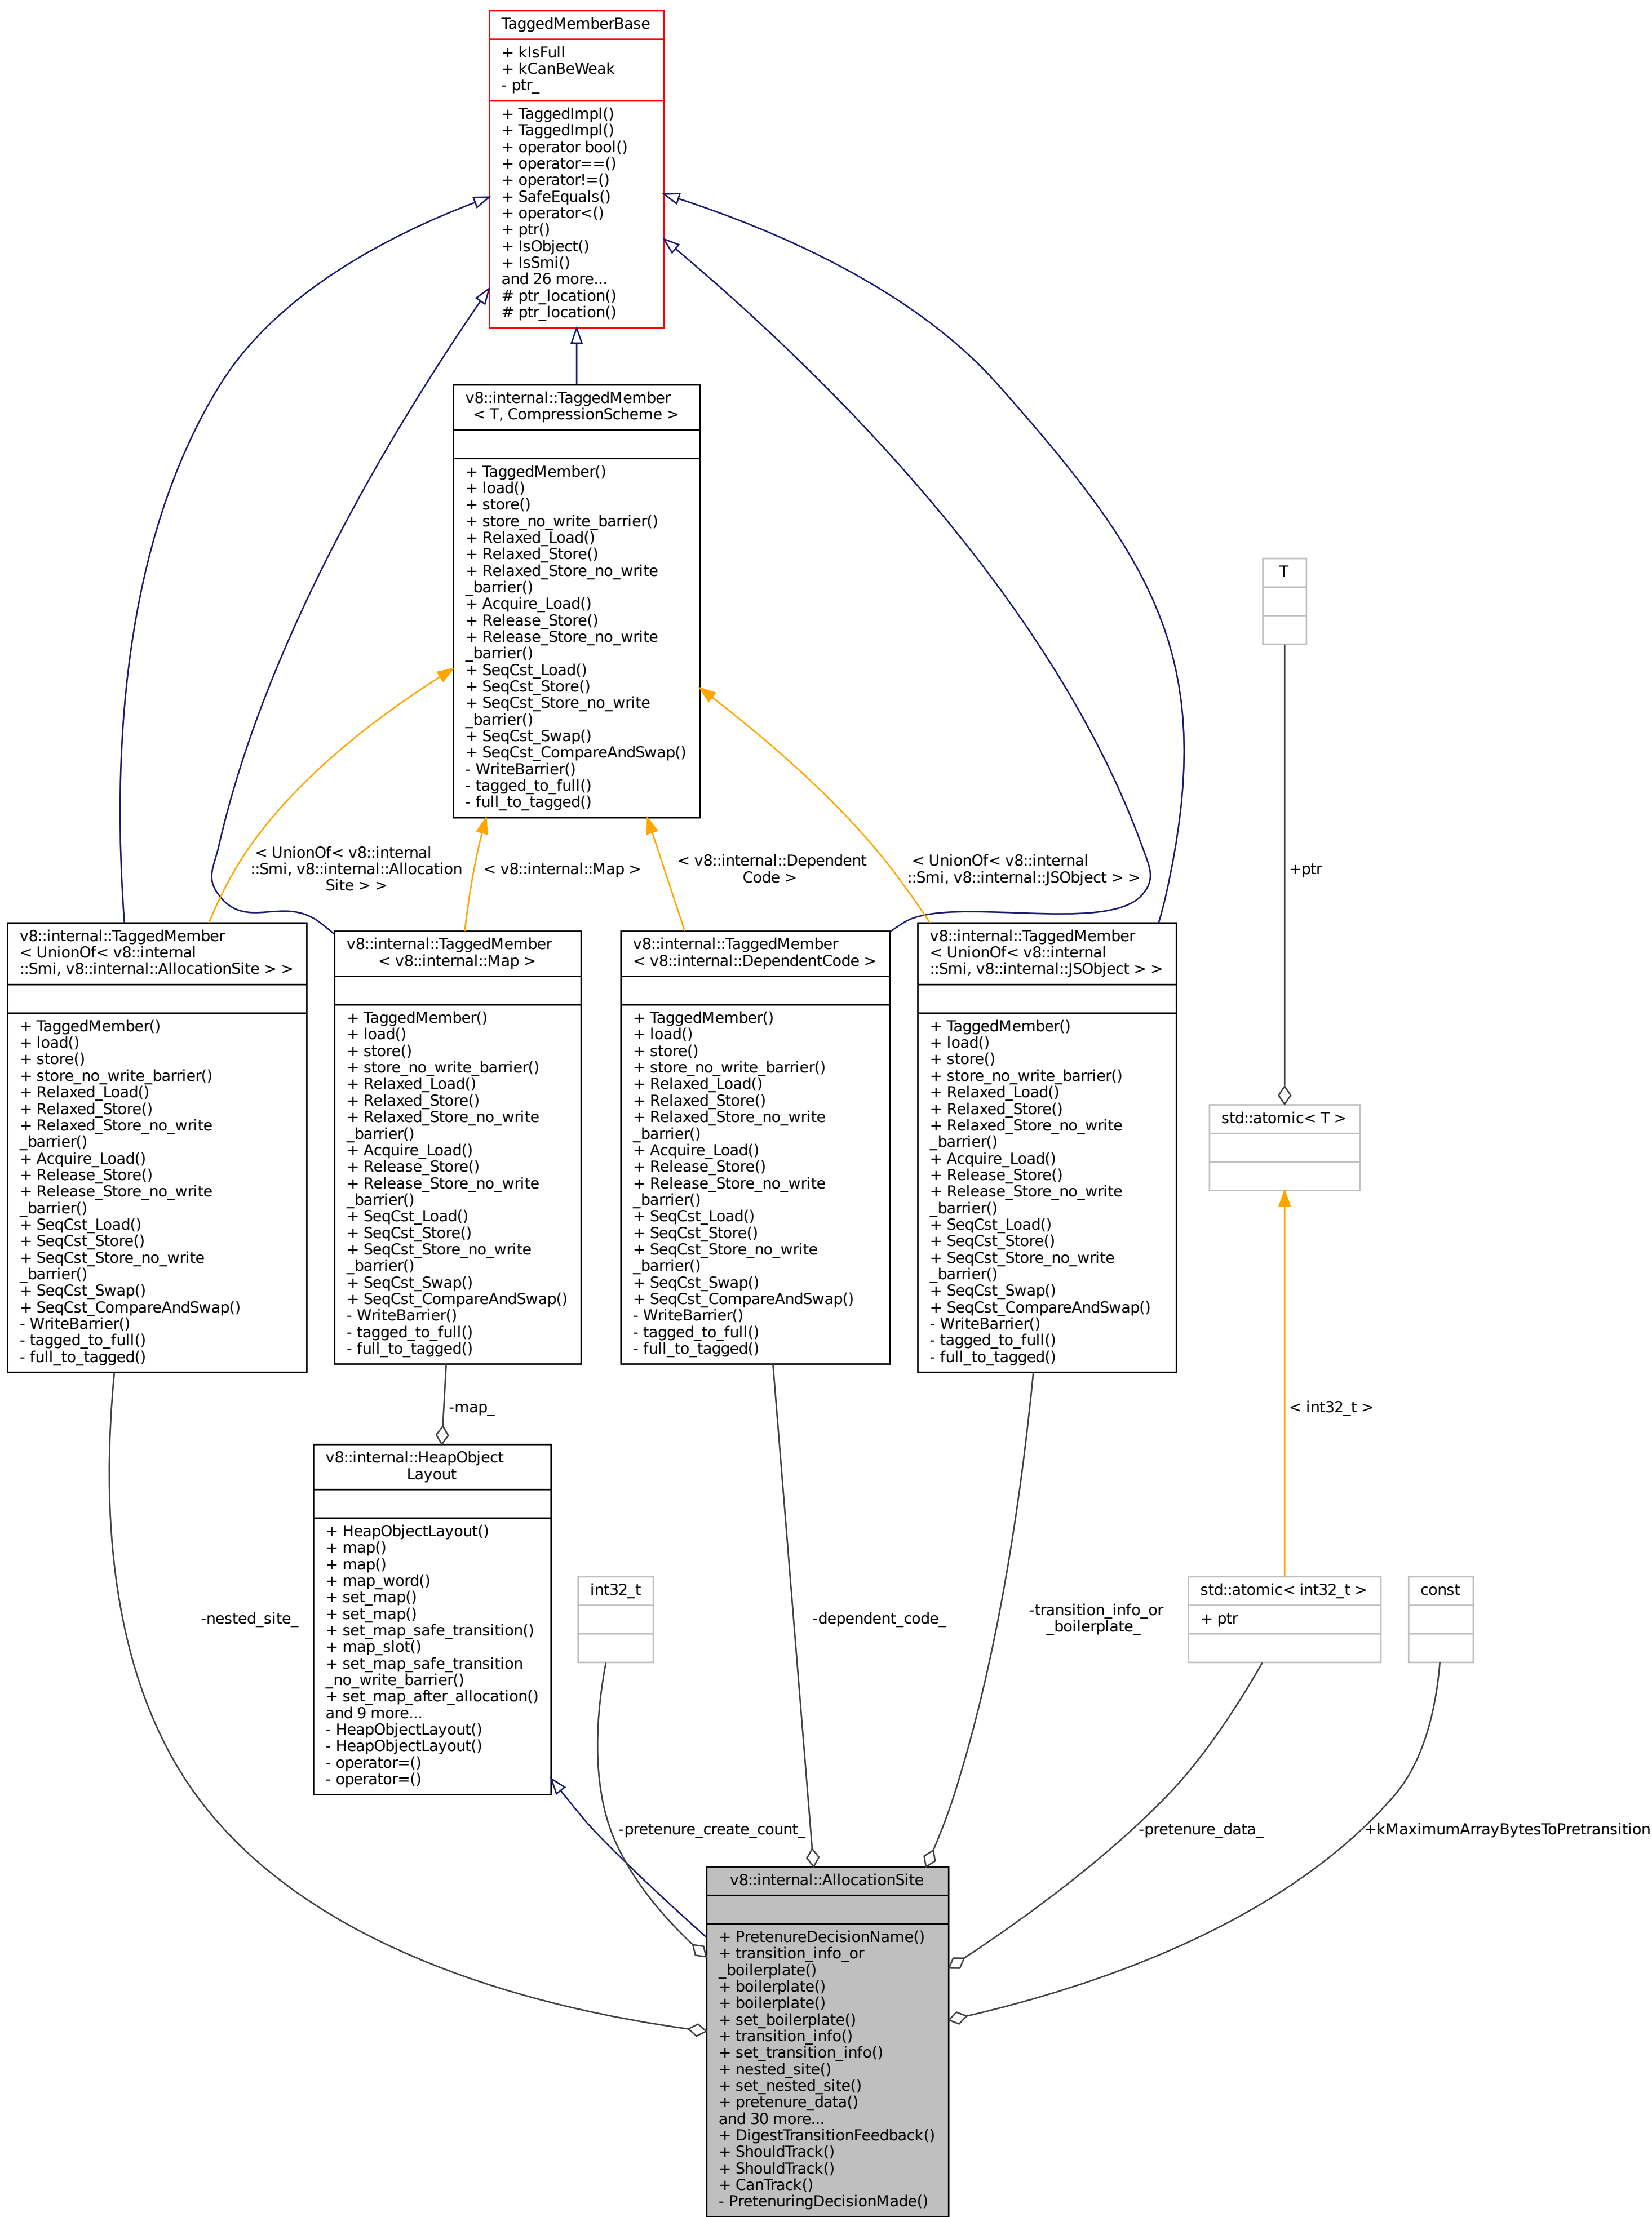 TaggedMemberBase
+ kIsFull
+ kCanBeWeak
- ptr_
+ TaggedImpl()
+ TaggedImpl()
+ operator bool()
+ operator==()
+ operator!=()
+ SafeEquals()
+ operator<()
+ ptr()
+ IsObject()
+ IsSmi()
and 26 more...
# ptr_location()
# ptr_location()
v8::internal::TaggedMember
< T, CompressionScheme >
+ TaggedMember()
+ load()
+ store()
+ store_no_write_barrier()
+ Relaxed_Load()
+ Relaxed_Store()
+ Relaxed_Store_no_write
_barrier()
+ Acquire_Load()
+ Release_Store()
+ Release_Store_no_write
_barrier()
+ SeqCst_Load()
+ SeqCst_Store()
+ SeqCst_Store_no_write
_barrier()
+ SeqCst_Swap()
+ SeqCst_CompareAndSwap()
- WriteBarrier()
- tagged_to_full()
- full_to_tagged()
T
+ptr
< UnionOf< v8::internal
::Smi, v8::internal::Allocation
Site > >
< v8::internal::Map >
< v8::internal::Dependent
Code >
< UnionOf< v8::internal
::Smi, v8::internal::JSObject > >
v8::internal::TaggedMember
< UnionOf< v8::internal
::Smi, v8::internal::AllocationSite > >
+ TaggedMember()
+ load()
+ store()
+ store_no_write_barrier()
+ Relaxed_Load()
+ Relaxed_Store()
+ Relaxed_Store_no_write
_barrier()
+ Acquire_Load()
+ Release_Store()
+ Release_Store_no_write
_barrier()
+ SeqCst_Load()
+ SeqCst_Store()
+ SeqCst_Store_no_write
_barrier()
+ SeqCst_Swap()
+ SeqCst_CompareAndSwap()
- WriteBarrier()
- tagged_to_full()
- full_to_tagged()
v8::internal::TaggedMember
< v8::internal::Map >
+ TaggedMember()
+ load()
+ store()
+ store_no_write_barrier()
+ Relaxed_Load()
+ Relaxed_Store()
+ Relaxed_Store_no_write
_barrier()
+ Acquire_Load()
+ Release_Store()
+ Release_Store_no_write
_barrier()
+ SeqCst_Load()
+ SeqCst_Store()
+ SeqCst_Store_no_write
_barrier()
+ SeqCst_Swap()
+ SeqCst_CompareAndSwap()
- WriteBarrier()
- tagged_to_full()
- full_to_tagged()
v8::internal::TaggedMember
< v8::internal::DependentCode >
+ TaggedMember()
+ load()
+ store()
+ store_no_write_barrier()
+ Relaxed_Load()
+ Relaxed_Store()
+ Relaxed_Store_no_write
_barrier()
+ Acquire_Load()
+ Release_Store()
+ Release_Store_no_write
_barrier()
+ SeqCst_Load()
+ SeqCst_Store()
+ SeqCst_Store_no_write
_barrier()
+ SeqCst_Swap()
+ SeqCst_CompareAndSwap()
- WriteBarrier()
- tagged_to_full()
- full_to_tagged()
v8::internal::TaggedMember
< UnionOf< v8::internal
::Smi, v8::internal::JSObject > >
+ TaggedMember()
+ load()
+ store()
+ store_no_write_barrier()
+ Relaxed_Load()
+ Relaxed_Store()
+ Relaxed_Store_no_write
_barrier()
+ Acquire_Load()
+ Release_Store()
+ Release_Store_no_write
_barrier()
+ SeqCst_Load()
+ SeqCst_Store()
+ SeqCst_Store_no_write
_barrier()
+ SeqCst_Swap()
+ SeqCst_CompareAndSwap()
- WriteBarrier()
- tagged_to_full()
- full_to_tagged()
std::atomic< T >
-map_
< int32_t >
v8::internal::HeapObject
Layout
+ HeapObjectLayout()
+ map()
+ map()
+ map_word()
+ set_map()
+ set_map()
+ set_map_safe_transition()
+ map_slot()
+ set_map_safe_transition
_no_write_barrier()
+ set_map_after_allocation()
and 9 more...
- HeapObjectLayout()
- HeapObjectLayout()
- operator=()
- operator=()
int32_t
std::atomic< int32_t >
+ ptr
const
-nested_site_
-dependent_code_
-transition_info_or
_boilerplate_
-pretenure_create_count_
-pretenure_data_
+kMaximumArrayBytesToPretransition
v8::internal::AllocationSite
+ PretenureDecisionName()
+ transition_info_or
_boilerplate()
+ boilerplate()
+ boilerplate()
+ set_boilerplate()
+ transition_info()
+ set_transition_info()
+ nested_site()
+ set_nested_site()
+ pretenure_data()
and 30 more...
+ DigestTransitionFeedback()
+ ShouldTrack()
+ ShouldTrack()
+ CanTrack()
- PretenuringDecisionMade()